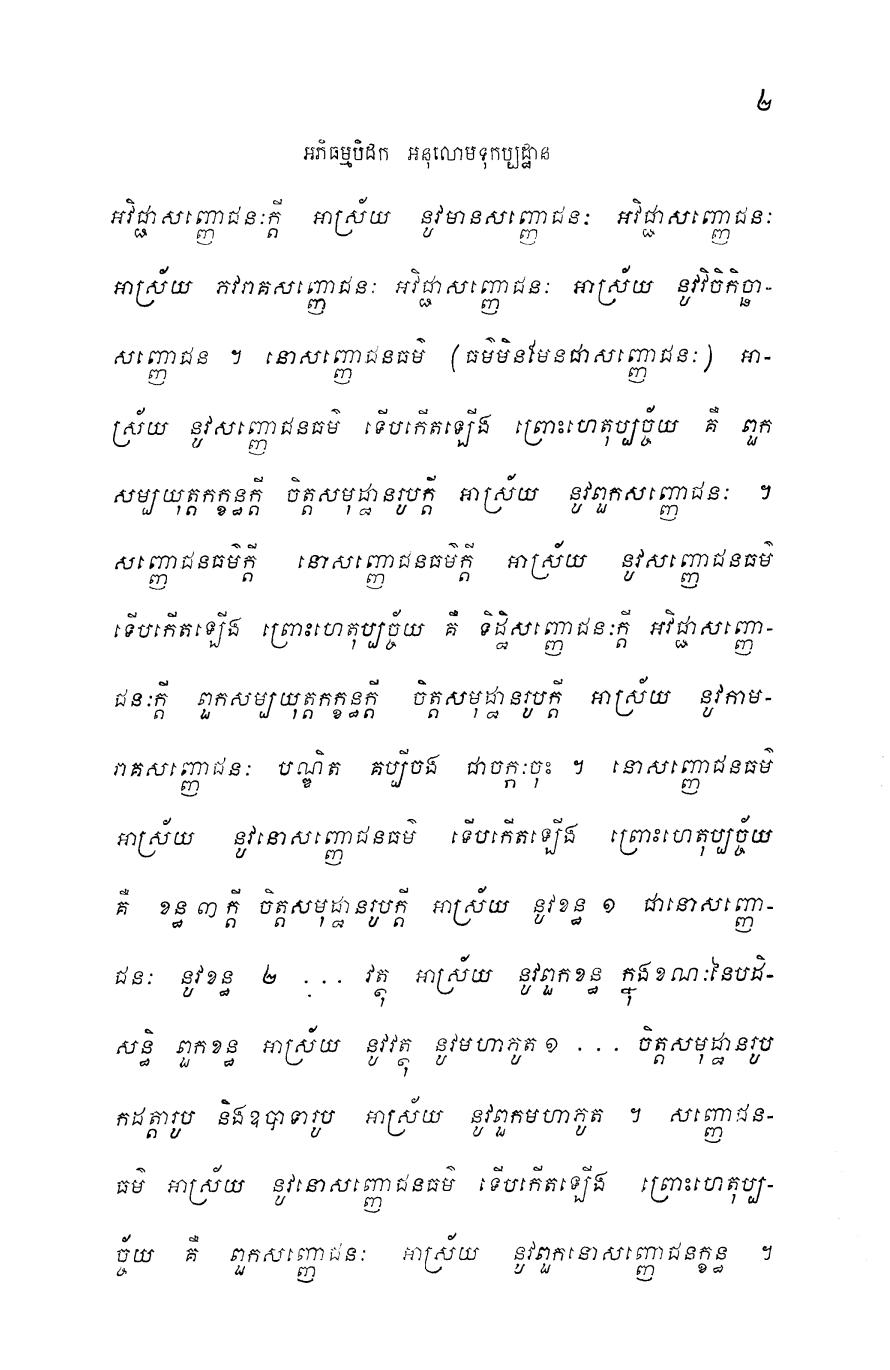 ២
អភិធម្មបិដក អនុលោមទុកប្បដ្ឋាន
អវិជ្ជាសញ្ញោជនៈក្តី អាស្រ័យ នូវមានសញ្ញោជនៈ អវិជ្ជាសញ្ញោជនៈ
អាស្រ័យ ភវរាគសញ្ញោជនៈ អវិជ្ជាសញ្ញោជនៈ អាស្រ័យ នូវវិចិកិច្ឆា-
សញ្ញោជន ។ នោសញ្ញោជនធម៌ (ធម៌មិនមែនជាសញ្ញោជនៈ) អា-
ស្រ័យ នូវសញ្ញោជនធម៌ ទើបកើតឡើង ព្រោះហេតុប្បច្ច័យ គឺ ពួក
សម្បយុត្តកក្ខន្ធក្តី ចិត្តសមុដ្ឋានរូបក្តី អាស្រ័យ នូវពួកសញ្ញោជនៈ ។
សញ្ញោជនធម៌ក្តី នោសញ្ញោជនធម៌ក្តី អាស្រ័យ នូវសញ្ញោជនធម៌
ទើបកើតឡើង ព្រោះហេតុប្បច្ច័យ គឺ ទិដ្ឋិសញ្ញោជនៈក្តី អវិជ្ជាសញ្ញោ-
ជនៈក្តី ពួកសម្បយុត្តកក្ខន្ធក្តី ចិត្តសមុដ្ឋានរូបក្តី អាស្រ័យ នូវកាម-
រាគសញ្ញោជនៈ បណ្ឌិត គប្បីចង ជាចក្កៈចុះ ។ នោសញ្ញោជនធម៌
អាស្រ័យ នូវនោសញ្ញោជនធម៌ ទើបកើតឡើង ព្រោះហេតុប្បច្ច័យ
គឺ ខន្ធ ៣ ក្តី ចិត្តសមុដ្ឋានរូបក្តី អាស្រ័យ នូវខន្ធ ១ ជានោសញ្ញោ-
ជនៈ នូវខន្ធ ២ ... វត្ថុ អាស្រ័យ នូវពួកខន្ធ ក្នុងខណៈនៃបដិ-
សន្ធិ ពួកខន្ធ អាស្រ័យ នូវវត្ថុ នូវមហាភូត ១ ... ចិត្តសមុដ្ឋានរូប
កដត្តារូប និងឧបាទារូប អាស្រ័យ នូវពួកមហាភូត ។ សញ្ញោជន-
ធម៌ អាស្រ័យ នូវនោសញ្ញោជនធម៌ ទើបកើតឡើង ព្រោះហេតុប្ប-
ច្ច័យ គឺ ពួកសញ្ញោជនៈ អាស្រ័យ នូវពួកនោសញ្ញោជនក្ខន្ធ ។